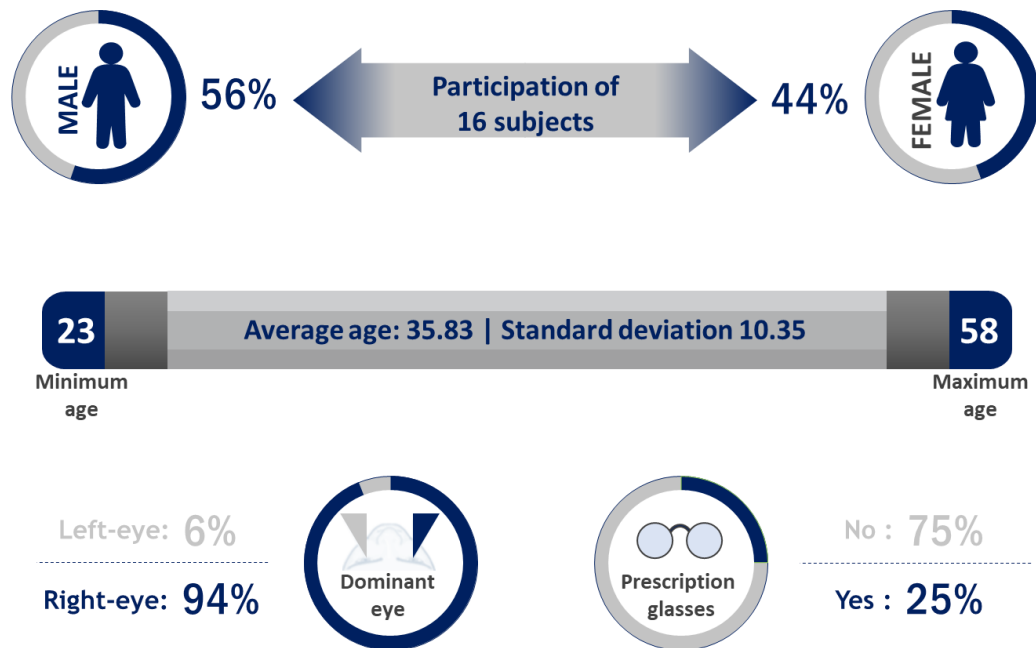 MALE
56%
Participation of
16 subjects
44%
FEMALE
23
Average age: 35.83 | Standard deviation 10.35
58
Minimum
age
Maximum
age
Left-eye: 6%
Right-eye: 94%
Dominant
eye
Prescription
glasses
No : 75%
Yes : 25%